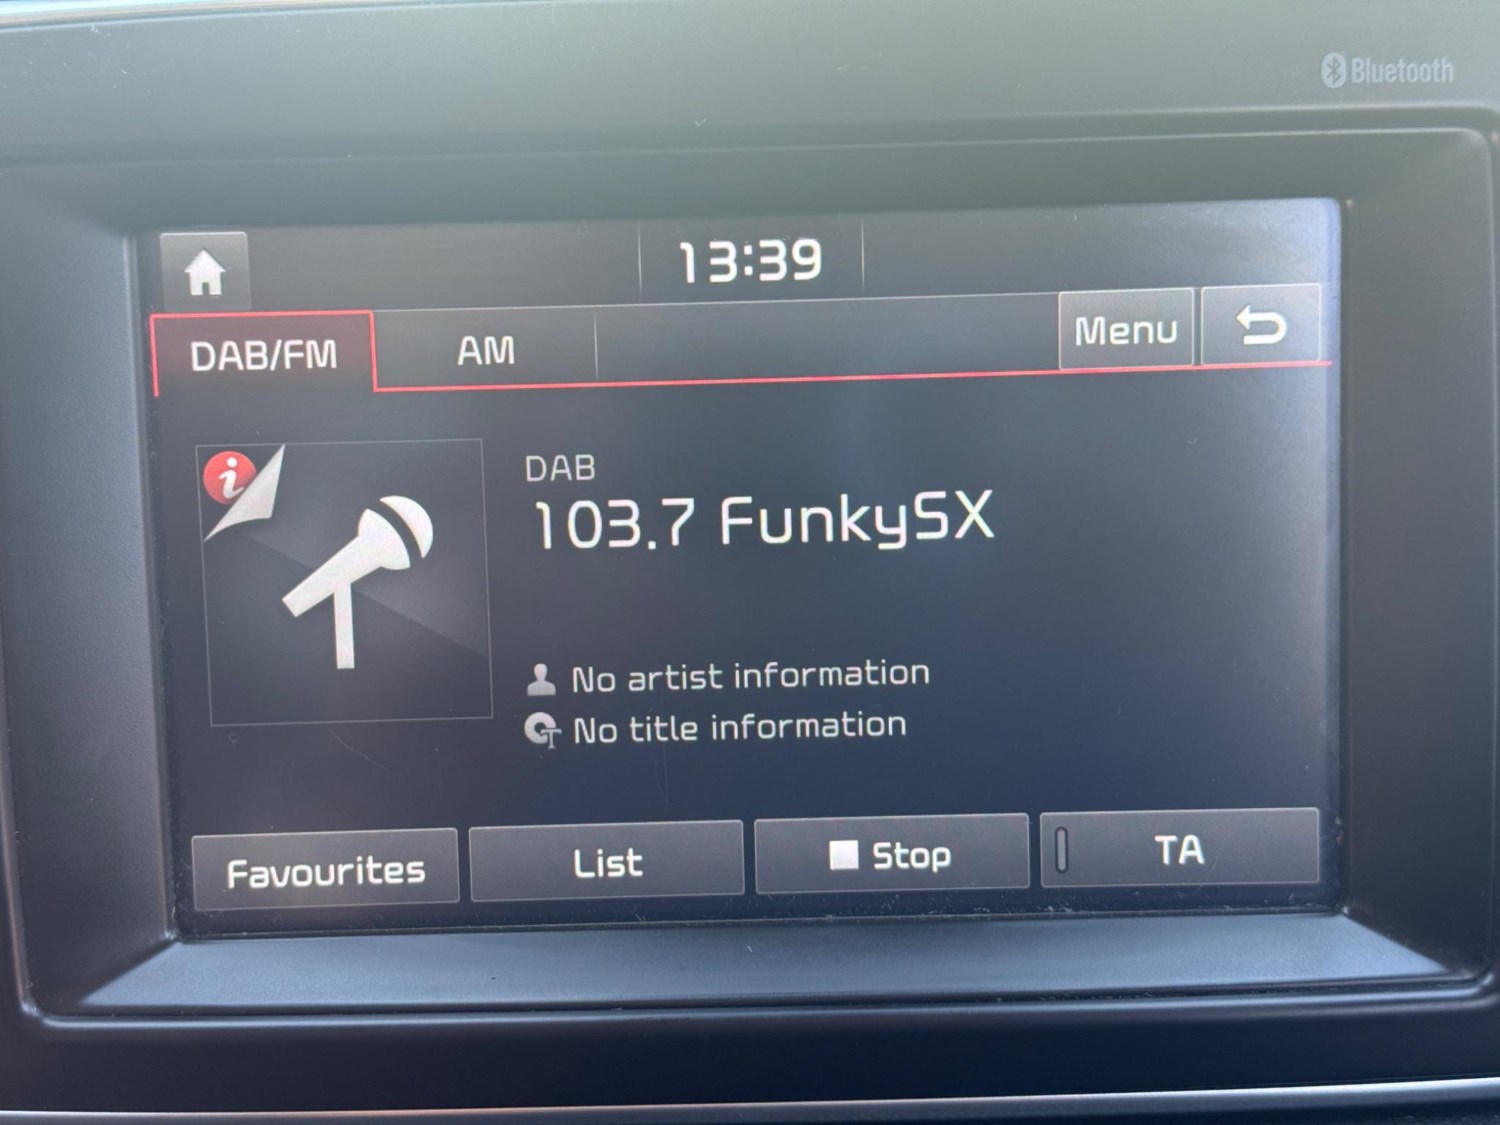 Bluetooth
13:39
DAB/FM AM Menu
DAB
103.7 FunkySX
No artist information
No title information
Favourites List Stop TA